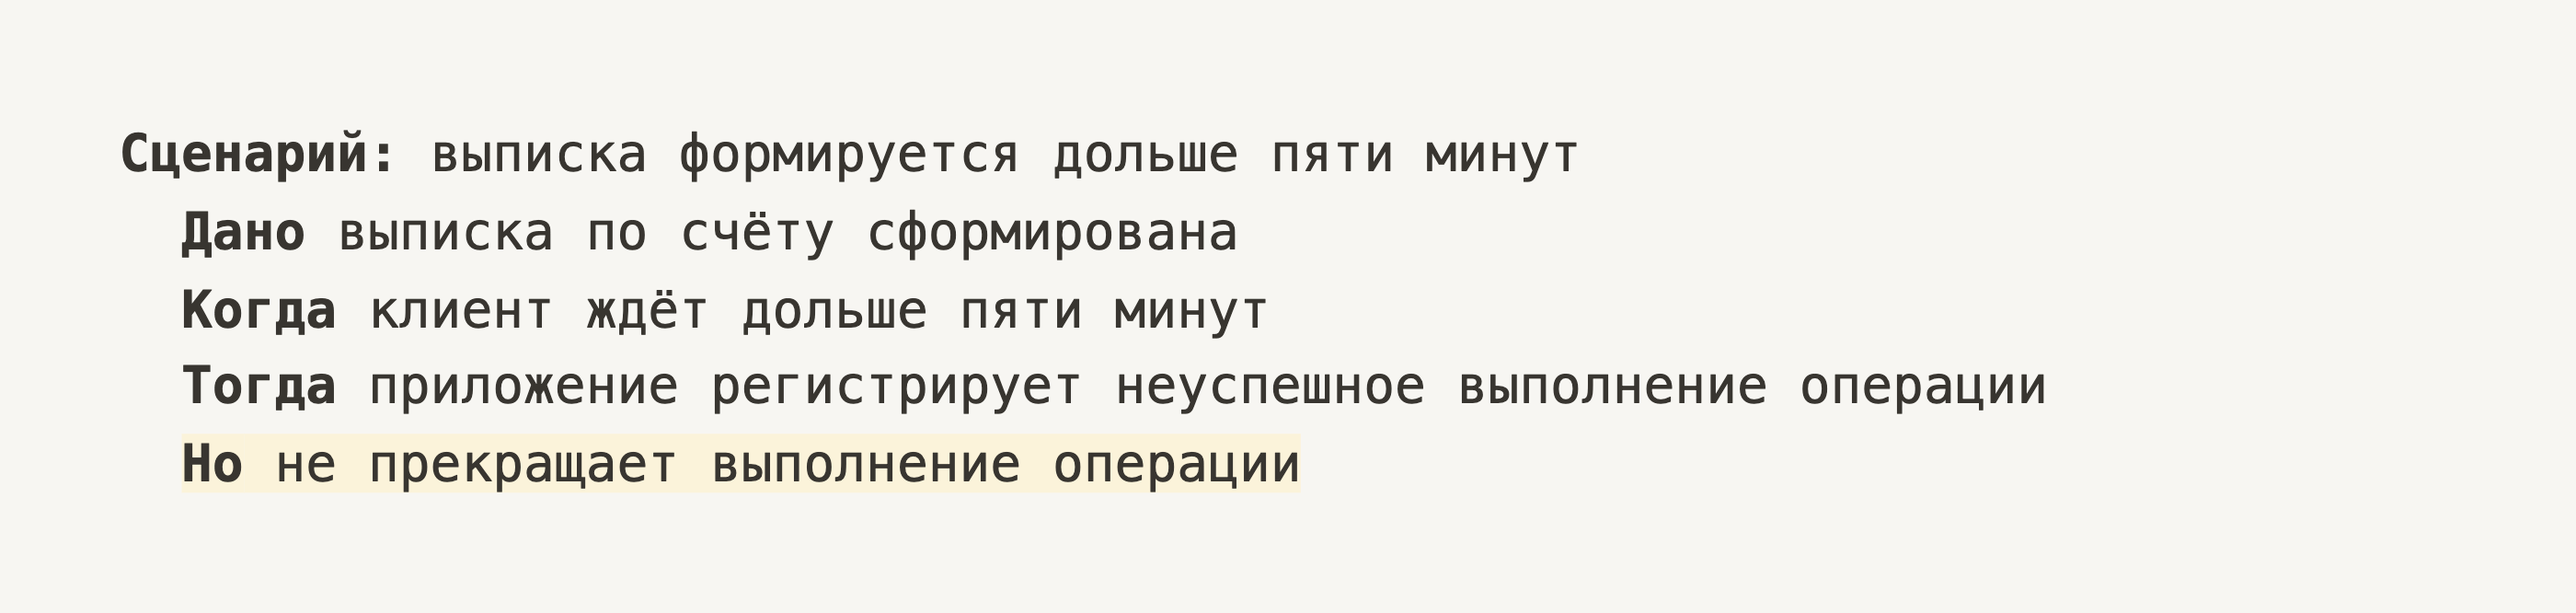 Сценарий: выписка формируется дольше пяти минут
Дано выписка по счёту сформирована
Когда клиент ждёт дольше пяти минут
Тогда приложение регистрирует неуспешное выполнение операции
Но не прекращает выполнение операции